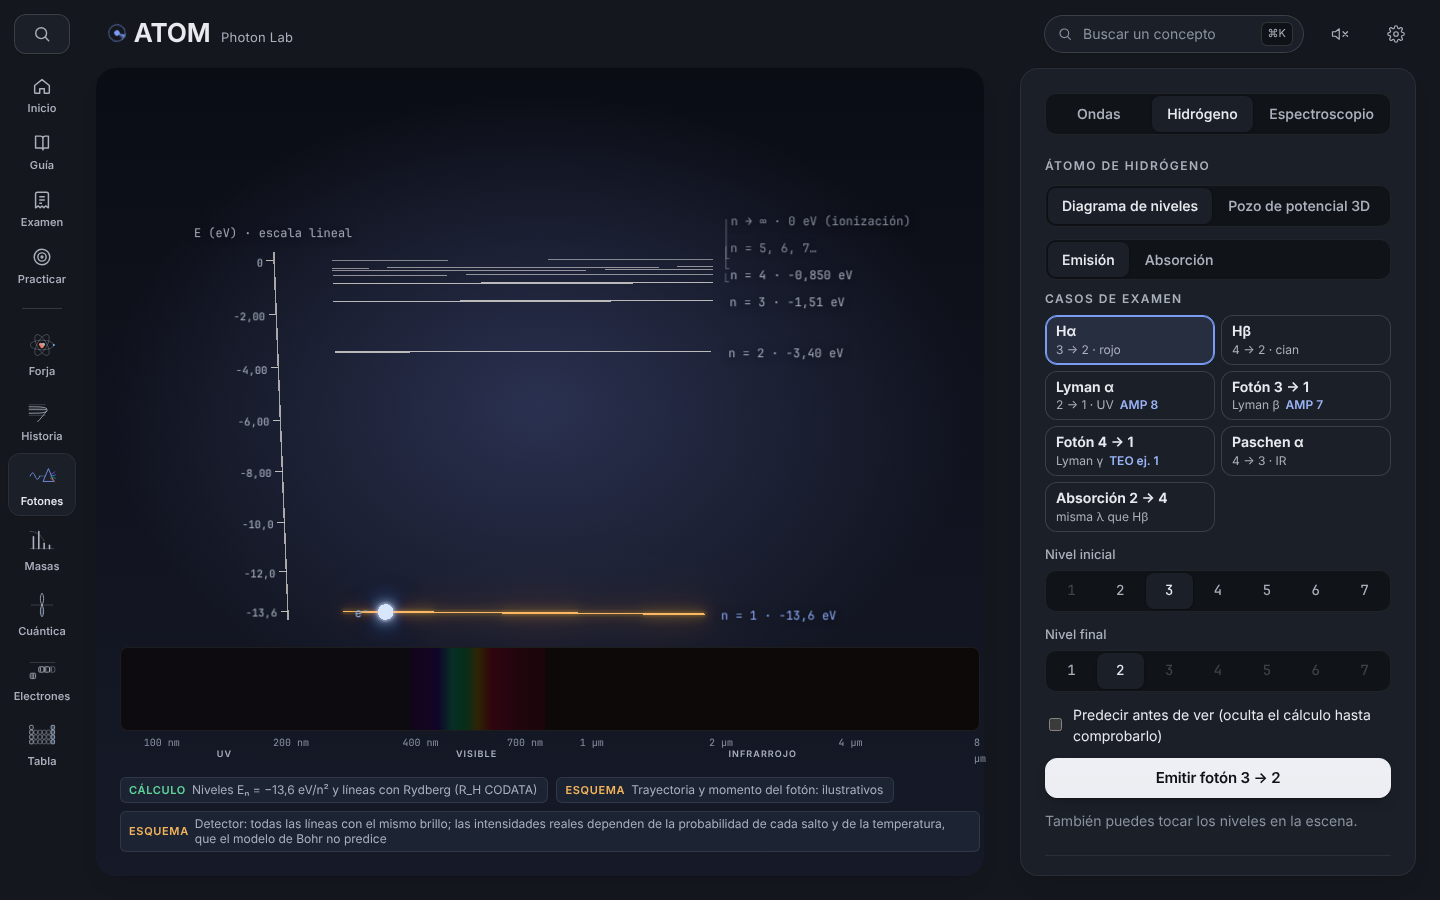 ATOM Photon Lab
Buscar un concepto ⌘K
Inicio
Guía
Examen
Practicar
Forja
Historia
Fotones
Masas
Cuántica
Electrones
Tabla
E (eV) · escala lineal
0
-2,00
-4,00
-6,00
-8,00
-10,0
-12,0
-13,6
n → ∞ · 0 eV (ionización)
n = 5, 6, 7…
n = 4 · -0,850 eV
n = 3 · -1,51 eV
n = 2 · -3,40 eV
e⁻
n = 1 · -13,6 eV
100 nm 200 nm 400 nm 700 nm 1 µm 2 µm 4 µm 8 µm
UV VISIBLE INFRARROJO
CÁLCULO Niveles Eₙ = −13,6 eV/n² y líneas con Rydberg (R_H CODATA)
ESQUEMA Trayectoria y momento del fotón: ilustrativos
ESQUEMA Detector: todas las líneas con el mismo brillo; las intensidades reales dependen de la probabilidad de cada salto y de la temperatura,
que el modelo de Bohr no predice
Ondas Hidrógeno Espectroscopio
ÁTOMO DE HIDRÓGENO
Diagrama de niveles Pozo de potencial 3D
Emisión Absorción
CASOS DE EXAMEN
Hα
3 → 2 · rojo
Hβ
4 → 2 · cian
Lyman α
2 → 1 · UV AMP 8
Fotón 3 → 1
Lyman β AMP 7
Fotón 4 → 1
Lyman γ TEO ej. 1
Paschen α
4 → 3 · IR
Absorción 2 → 4
misma λ que Hβ
Nivel inicial
1 2 3 4 5 6 7
Nivel final
1 2 3 4 5 6 7
Predecir antes de ver (oculta el cálculo hasta
comprobarlo)
Emitir fotón 3 → 2
También puedes tocar los niveles en la escena.